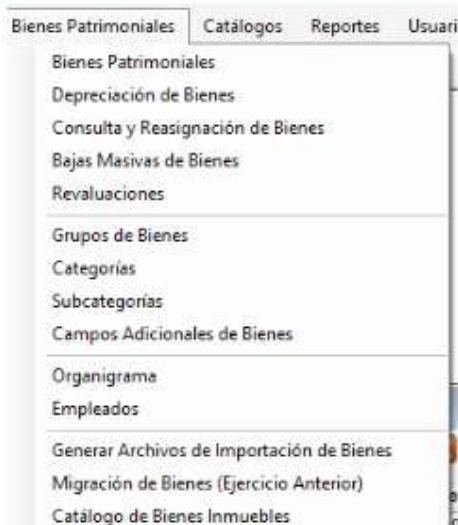 Bienes Patrimoniales Catálogos Reportes
Bienes Patrimoniales
Depreciación de Bienes
Consulta y Reasignación de Bienes
Bajas Masivas de Bienes
Revaluaciones
Grupos de Bienes
Categorías
Subcategorías
Campos Adicionales de Bienes
Organigrama
Empleados
Generar Archivos de Importación de Bienes
Migración de Bienes (Ejercicio Anterior)
Catálogo de Bienes Inmuebles